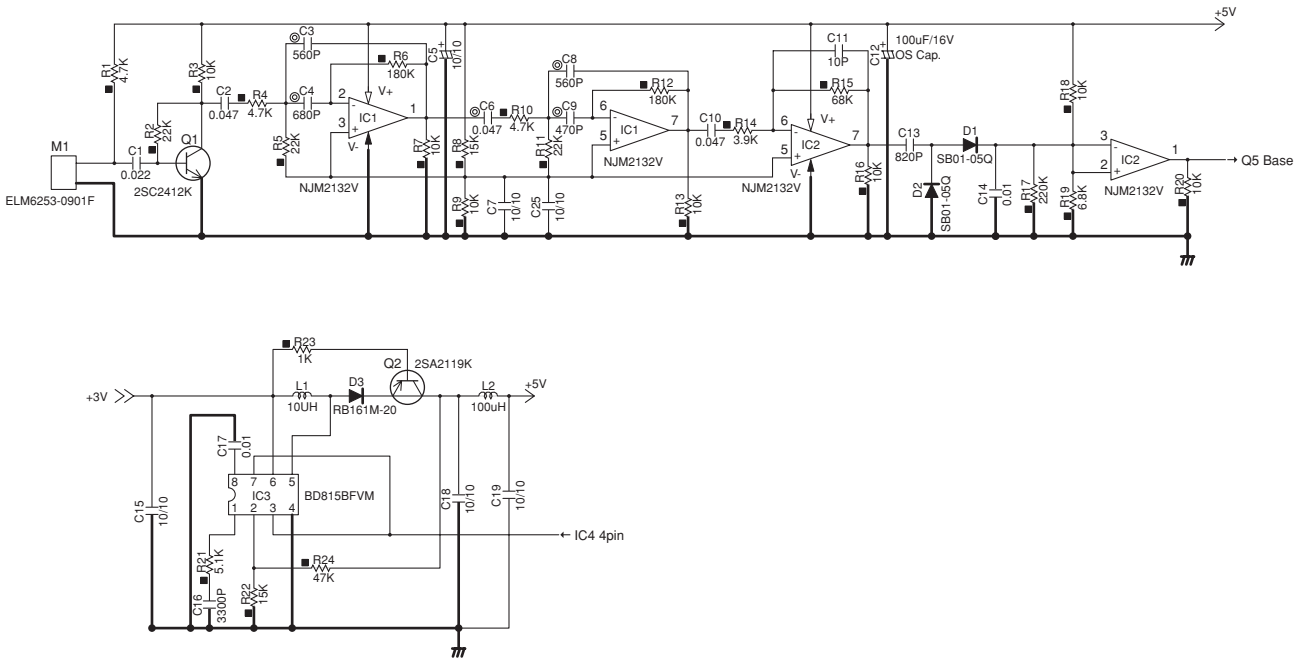 +5V
R1
4.7K
R3
10K
C3
560P
R6
180K
C5
10/10
C8
560P
R12
180K
C11
10P
R15
68K
C12
100uF/16V
OS Cap.
R18
10K
C2
0.047
R4
4.7K
C4
680P
2
3
-
+
V+
V-
IC1
1
NJM2132V
R2
22K
Q1
2SC2412K
M1
ELM6253-0901F
C1
0.022
R5
22K
R7
10K
R8
15K
C6
0.047
R10
4.7K
C9
470P
R11
22K
6
5
-
+
IC1
7
NJM2132V
C10
0.047
R14
3.9K
6
5
-
+
V+
V-
IC2
7
NJM2132V
C13
820P
D1
SB01-05Q
D2
SB01-05Q
3
2
-
+
IC2
1
NJM2132V
Q5 Base
R9
10K
C7
10/10
C25
10/10
R13
10K
R16
10K
C14
0.01
R17
220K
R19
6.8K
R20
10K
R23
1K
Q2
2SA2119K
+3V
L1
10UH
D3
RB161M-20
L2
100uH
+5V
C17
0.01
8 7 6 5
IC3
1 2 3 4
BD815BFVM
C15
10/10
C18
10/10
C19
10/10
IC4 4pin
R21
5.1K
R24
47K
C16
3300P
R22
15K